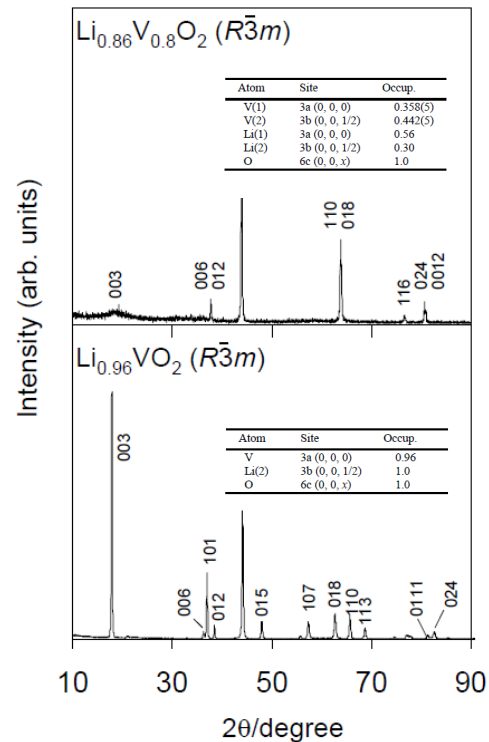 Li0.86V0.8O2 (R3̄m)
Atom Site Occup.
V(1) 3a (0, 0, 0) 0.358(5)
V(2) 3b (0, 0, 1/2) 0.442(5)
Li(1) 3a (0, 0, 0) 0.56
Li(2) 3b (0, 0, 1/2) 0.30
O 6c (0, 0, x) 1.0
003
006
012
110
018
116
024
0012
Li0.96VO2 (R3̄m)
Atom Site Occup.
V 3a (0, 0, 0) 0.96
Li(2) 3b (0, 0, 1/2) 1.0
O 6c (0, 0, x) 1.0
003
006
101
012
015
107
018
110
113
0111
024
Intensity (arb. units)
10 30 50 70 90
2θ/degree